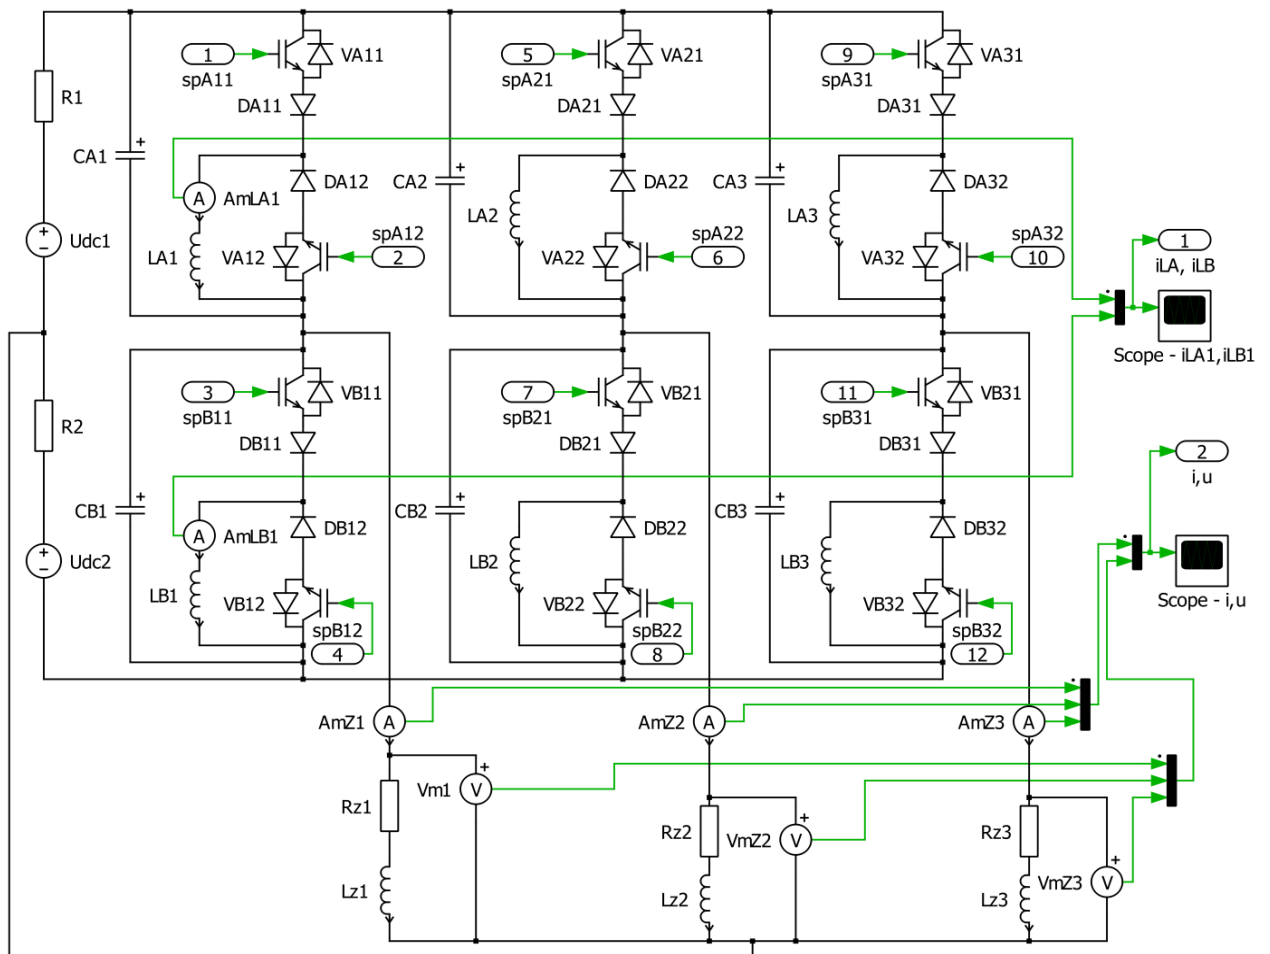 1 VA11 5 VA21 9 VA31
spA11 spA21 spA31
R1 DA11 DA21 DA31
+ + +
CA1 CA2 CA3
A AmLA1 DA12 DA22 DA32
LA2 LA3
spA12 spA22 spA32
+ Udc1 − LA1 VA12 2 VA22 6 VA32 10
1
iLA, iLB
Scope - iLA1,iLB1
3 VB11 7 VB21 11 VB31
spB11 spB21 spB31
R2 DB11 DB21 DB31
2
i,u
+ + +
CB1 CB2 CB3
A AmLB1 DB12 DB22 DB32
+ Udc2 − LB2 LB3
LB1 VB12 VB22 VB32
Scope - i,u
spB12 spB22 spB32
4 8 12
AmZ1 A AmZ2 A AmZ3 A
+
Vm1 V
Rz1
+ +
Rz2 VmZ2 V Rz3
Lz1 Lz2 Lz3 VmZ3 V